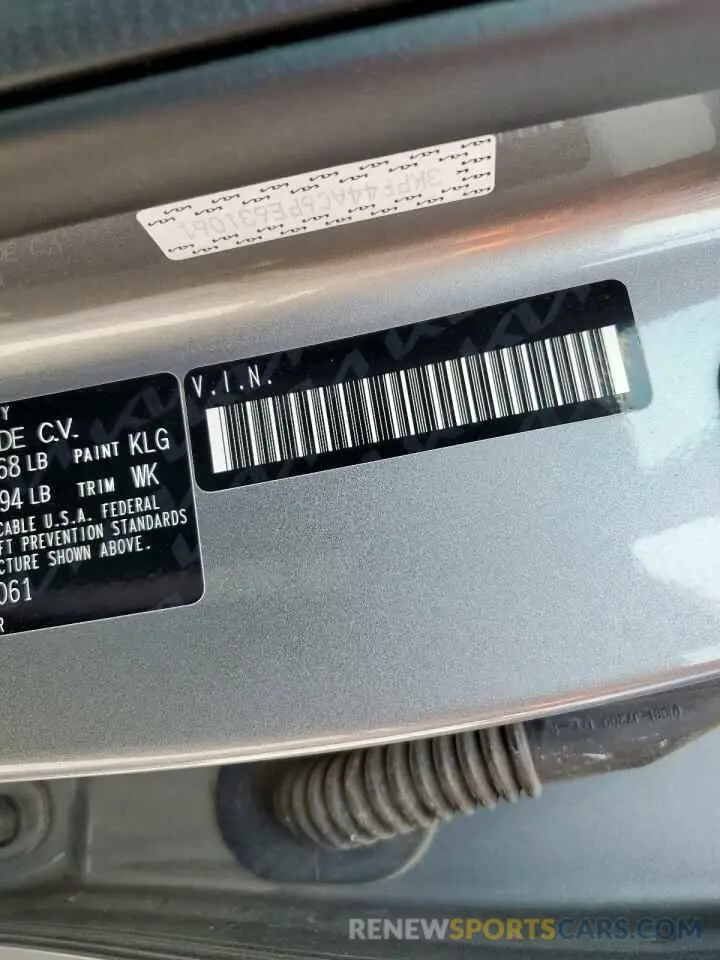 3KPF44AC6PE631061
V.I.N.
Y
DE C.V.
68 LB PAINT KLG
94 LB TRIM WK
CABLE U.S.A. FEDERAL
FT PREVENTION STANDARDS
CTURE SHOWN ABOVE.
061
R
RENEWSPORTSCARS.COM